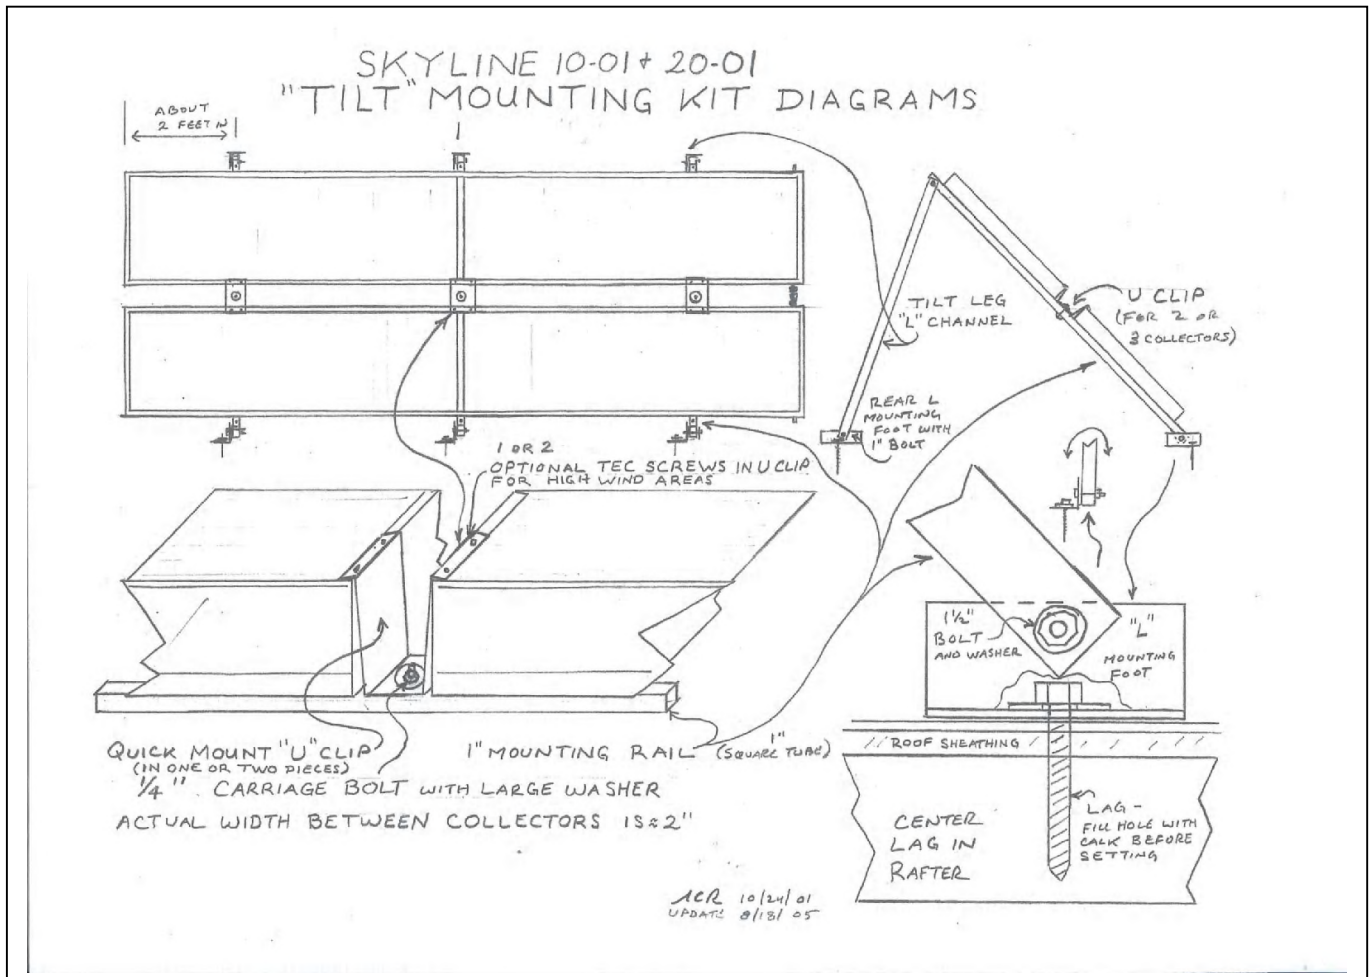 SKYLINE 10-01 + 20-01
"TILT" MOUNTING KIT DIAGRAMS
ABOUT
2 FEET IN
TILT LEG
"L" CHANNEL
U CLIP
(FOR 2 OR
3 COLLECTORS)
REAR L
MOUNTING
FOOT WITH
1" BOLT
1 OR 2
OPTIONAL TEC SCREWS IN U CLIP
FOR HIGH WIND AREAS
1½"
BOLT
AND WASHER
"L"
MOUNTING
FOOT
QUICK MOUNT "U" CLIP
(IN ONE OR TWO PIECES)
1" MOUNTING RAIL
1"
(SQUARE TUBE)
1/4" CARRIAGE BOLT WITH LARGE WASHER
ACTUAL WIDTH BETWEEN COLLECTORS IS ≈ 2"
ROOF SHEATHING
CENTER
LAG IN
RAFTER
LAG -
FILL HOLE WITH
CALK BEFORE
SETTING
ACR 10/24/01
UPDATE 8/18/05